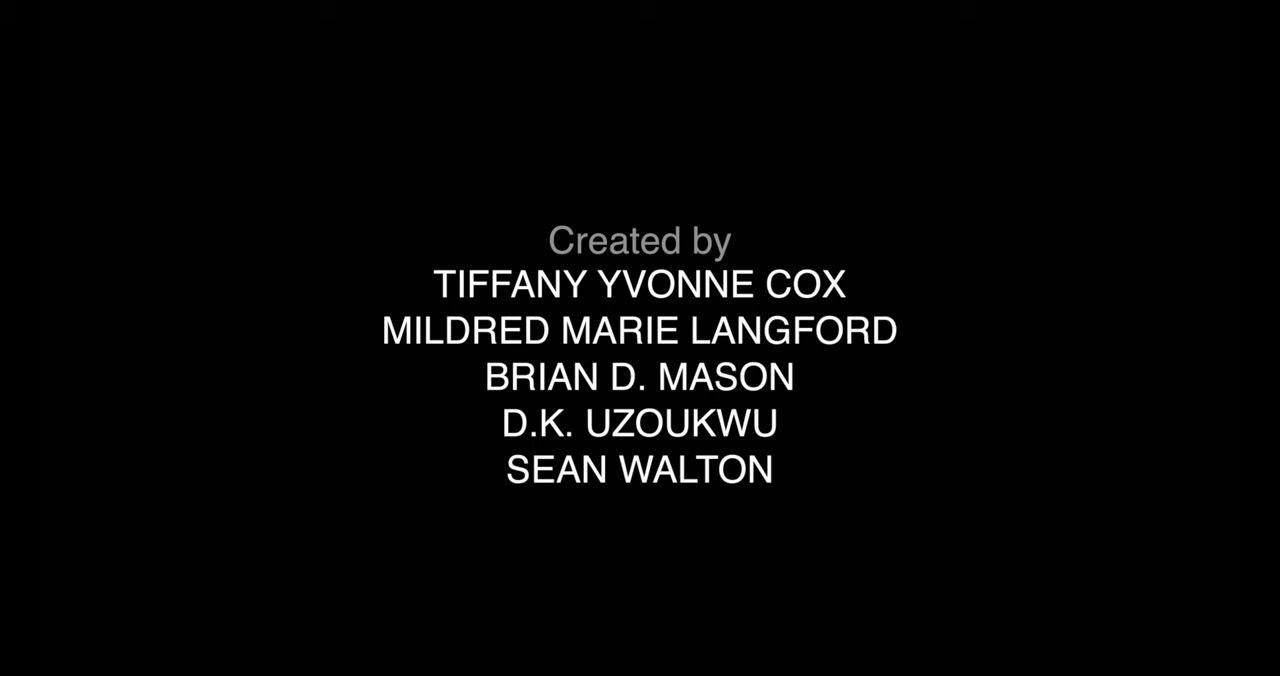 Created by
TIFFANY YVONNE COX
MILDRED MARIE LANGFORD
BRIAN D. MASON
D.K. UZOUKWU
SEAN WALTON